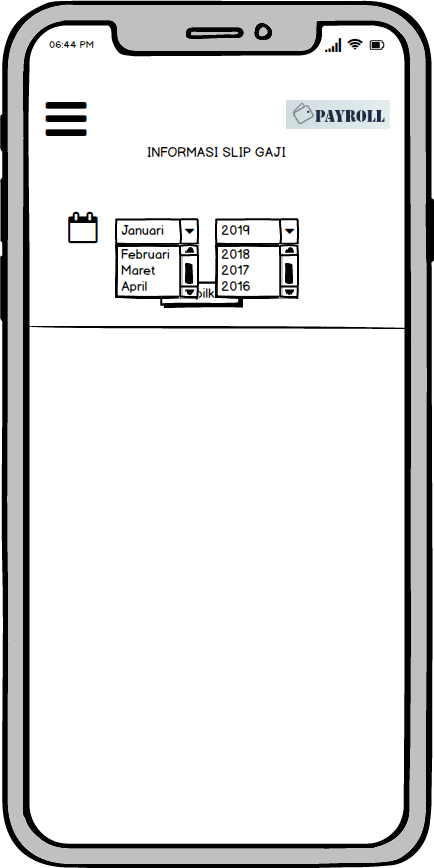 06:44 PM
PAYROLL
INFORMASI SLIP GAJI
Januari 2019
Februari 2018
Maret 2017
April 2016